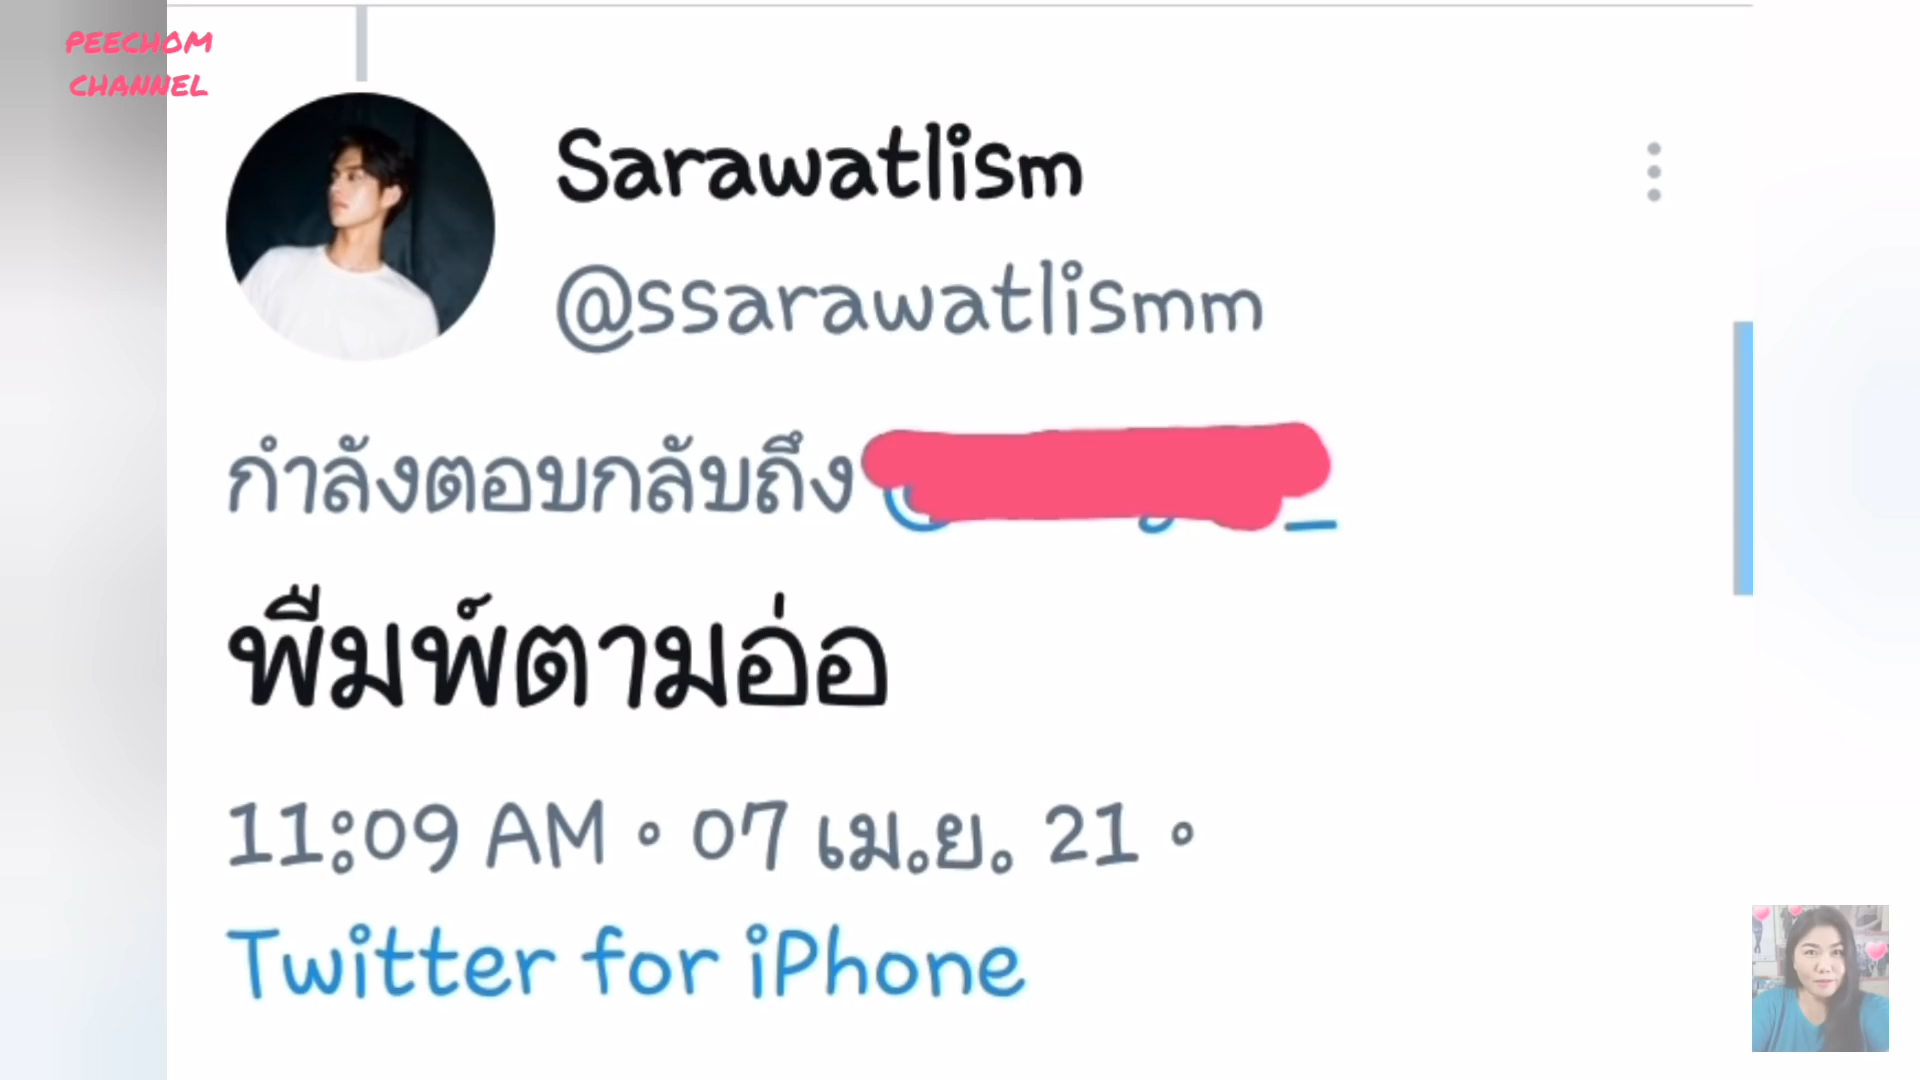 PEECHOM
CHANNEL
Sarawatlism
@ssarawatlismm
กำลังตอบกลับถึง
พืมพ์ตามอ่อ
11:09 AM • 07 เม.ย. 21 •
Twitter for iPhone